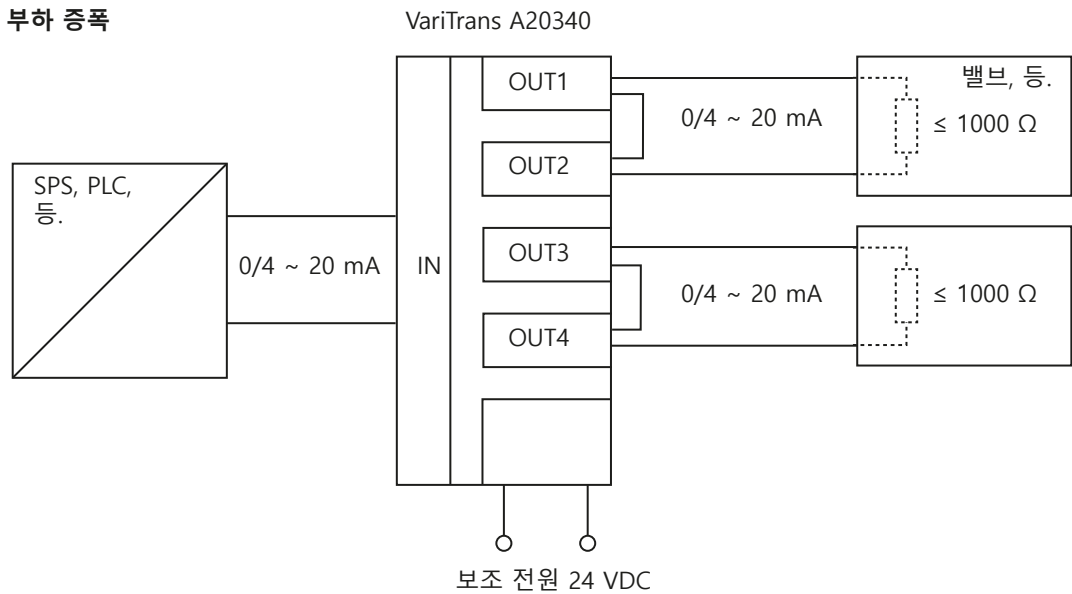 부하 증폭
VariTrans A20340
OUT1
밸브, 등.
0/4 ~ 20 mA
≤ 1000 Ω
OUT2
SPS, PLC,
등.
OUT3
0/4 ~ 20 mA
IN
0/4 ~ 20 mA
≤ 1000 Ω
OUT4
보조 전원 24 VDC